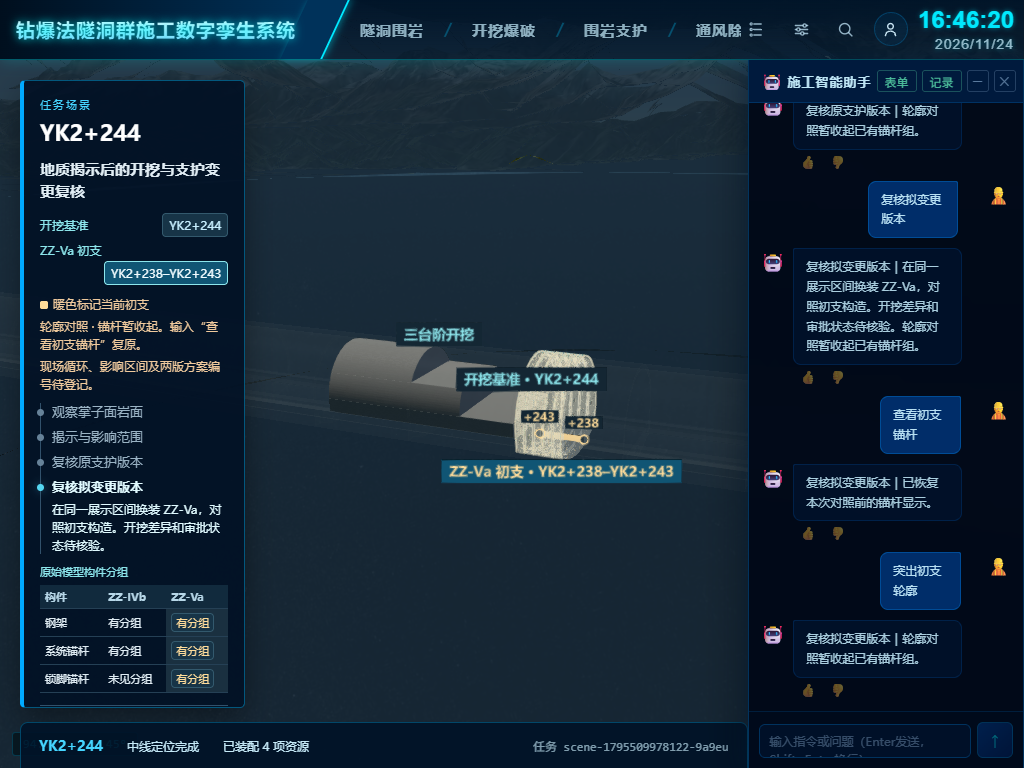 钻爆法隧洞群施工数字孪生系统
隧洞围岩 / 开挖爆破 / 围岩支护 / 通风除
16:46:20
2026/11/24
任务场景
YK2+244
地质揭示后的开挖与支护变
更复核
开挖基准 YK2+244
ZZ-Va 初支
YK2+238–YK2+243
暖色标记当前初支
轮廓对照 · 锚杆暂收起。输入“查
看初支锚杆”复原。
现场循环、影响区间及两版方案编
号待登记。
观察掌子面岩面
揭示与影响范围
复核原支护版本
复核拟变更版本
在同一展示区间换装 ZZ-Va，对
照初支构造。开挖差异和审批状
态待核验。
原始模型构件分组
构件 ZZ-IVb ZZ-Va
钢架 有分组 有分组
系统锚杆 有分组 有分组
锁脚锚杆 未见分组 有分组
三台阶开挖
开挖基准 · YK2+244
+243
+238
ZZ-Va 初支 · YK2+238–YK2+243
YK2+244 中线定位完成 已装配 4 项资源
任务 scene-1795509978122-9a9eu
施工智能助手 表单 记录
复核原支护版本 | 轮廓对
照暂收起已有锚杆组。
复核拟变更
版本
复核拟变更版本 | 在同一
展示区间换装 ZZ-Va，对
照初支构造。开挖差异和
审批状态待核验。轮廓对
照暂收起已有锚杆组。
查看初支
锚杆
复核拟变更版本 | 已恢复
本次对照前的锚杆显示。
突出初支
轮廓
复核拟变更版本 | 轮廓对
照暂收起已有锚杆组。
输入指令或问题（Enter发送，